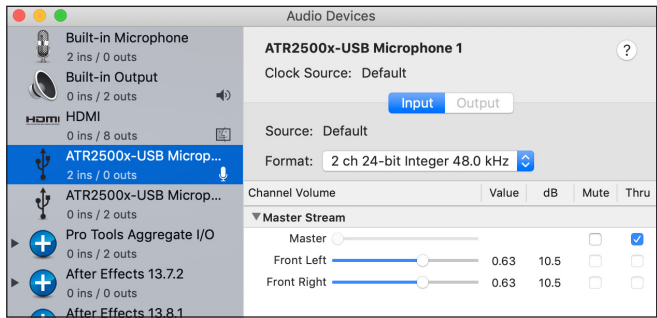 Audio Devices
Built-in Microphone
2 ins / 0 outs
Built-in Output
0 ins / 2 outs
HDMI
HDMI
0 ins / 8 outs
ATR2500x-USB Microp...
2 ins / 0 outs
ATR2500x-USB Microp...
0 ins / 2 outs
Pro Tools Aggregate I/O
0 ins / 2 outs
After Effects 13.7.2
0 ins / 0 outs
After Effects 13.8.1
ATR2500x-USB Microphone 1
?
Clock Source: Default
Input Output
Source: Default
Format: 2 ch 24-bit Integer 48.0 kHz
Channel Volume Value dB Mute Thru
Master Stream
Master
Front Left 0.63 10.5
Front Right 0.63 10.5